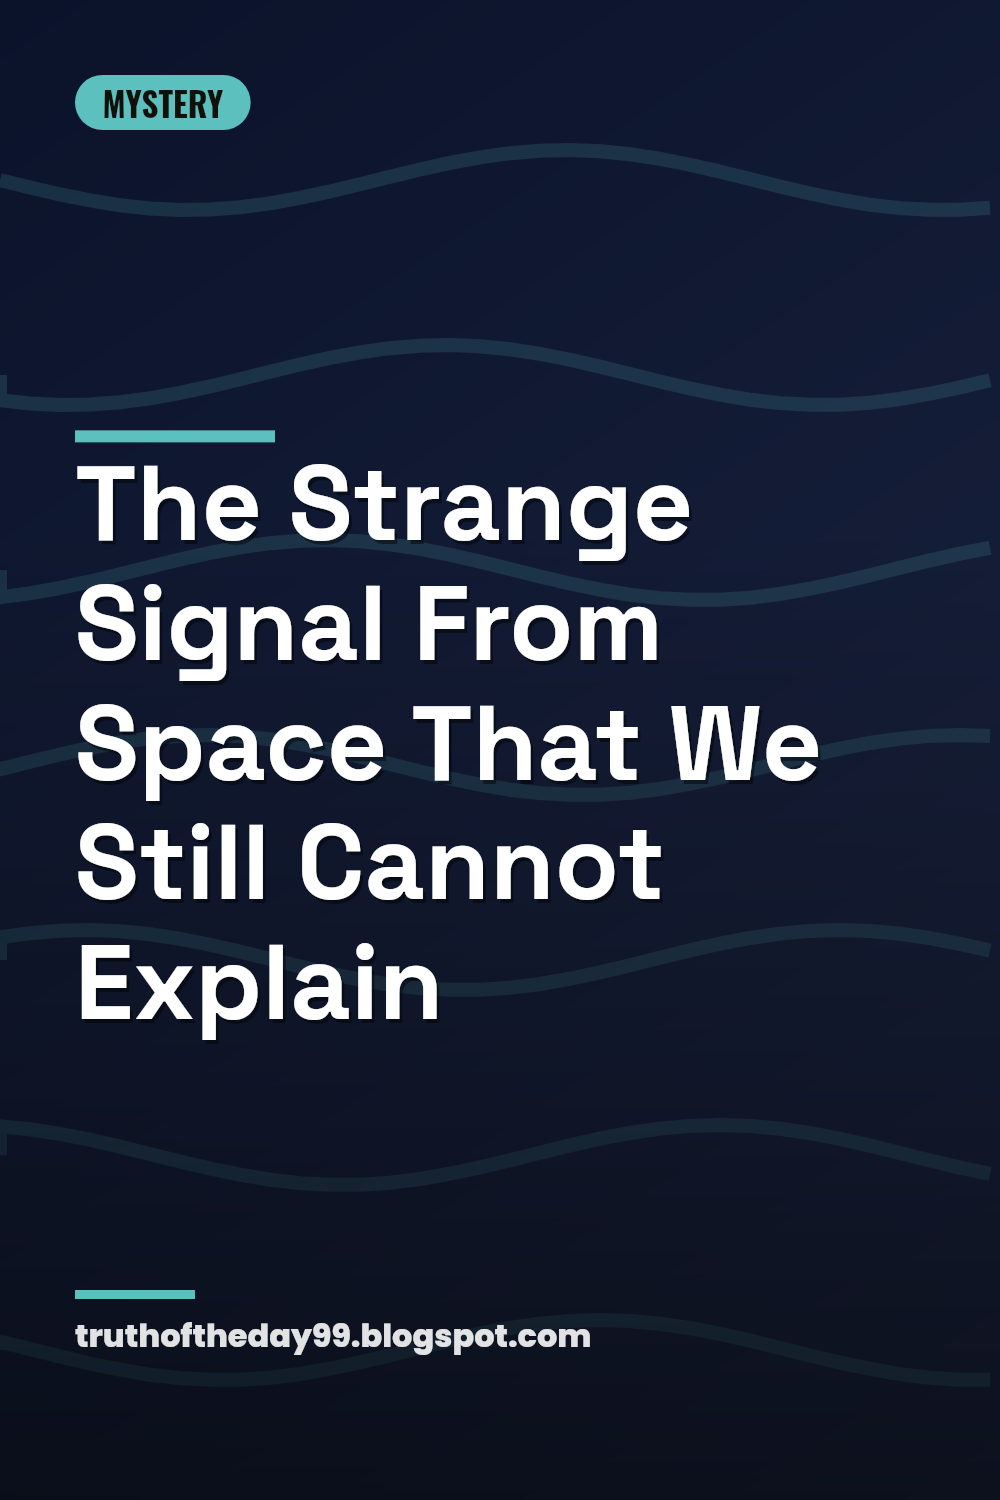 MYSTERY
The Strange
Signal From
Space That We
Still Cannot
Explain
truthoftheday99.blogspot.com